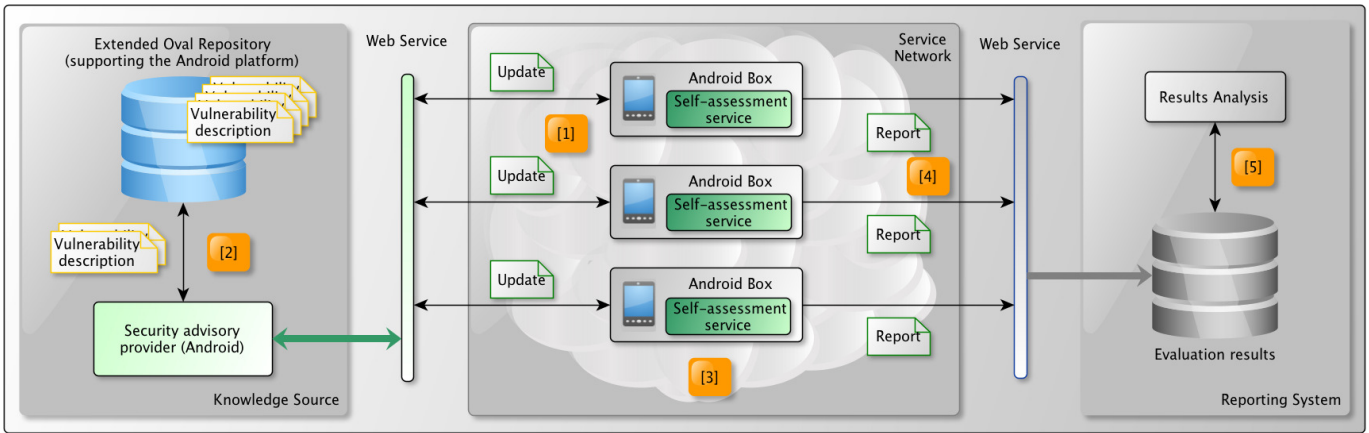 Extended Oval Repository
(supporting the Android platform)
Vulnerability
Vulnerability
description
[2]
Vulnerability
description
Security advisory
provider (Android)
Knowledge Source
Web Service
Service
Network
Update
[1]
Android Box
Self-assessment
service
Report
[4]
Update
Android Box
Self-assessment
service
Report
Update
Android Box
Self-assessment
service
Report
[3]
Web Service
Results Analysis
[5]
Evaluation results
Reporting System